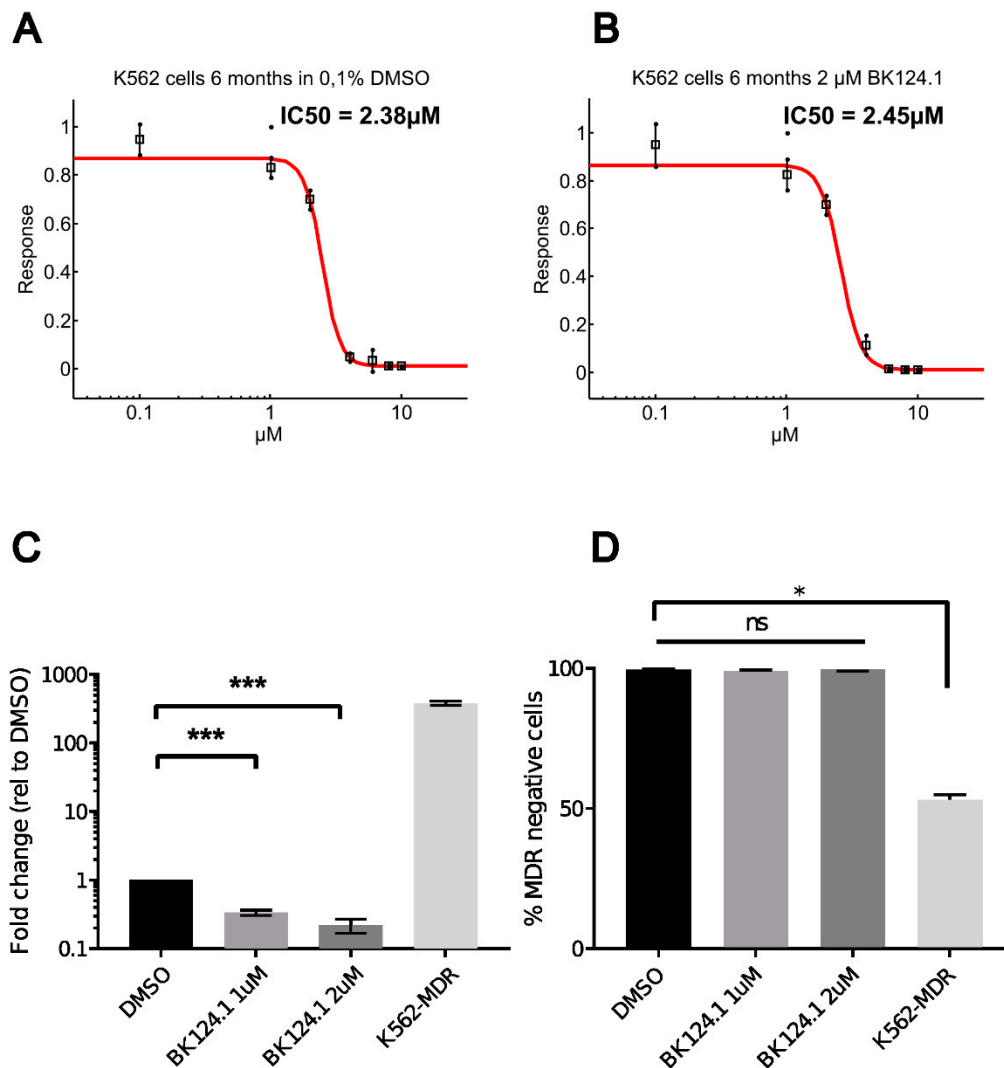 A
K562 cells 6 months in 0,1% DMSO
IC50 = 2.38µM
1
0.8
0.6
0.4
0.2
0
Response
0.1
1
10
µM
B
K562 cells 6 months 2 µM BK124.1
IC50 = 2.45µM
1
0.8
0.6
0.4
0.2
0
Response
0.1
1
10
µM
C
Fold change (rel to DMSO)
1000
100
10
1
0.1
***
***
DMSO
BK124.1 1uM
BK124.1 2uM
K562-MDR
D
% MDR negative cells
100
50
0
*
ns
DMSO
BK124.1 1uM
BK124.1 2uM
K562-MDR